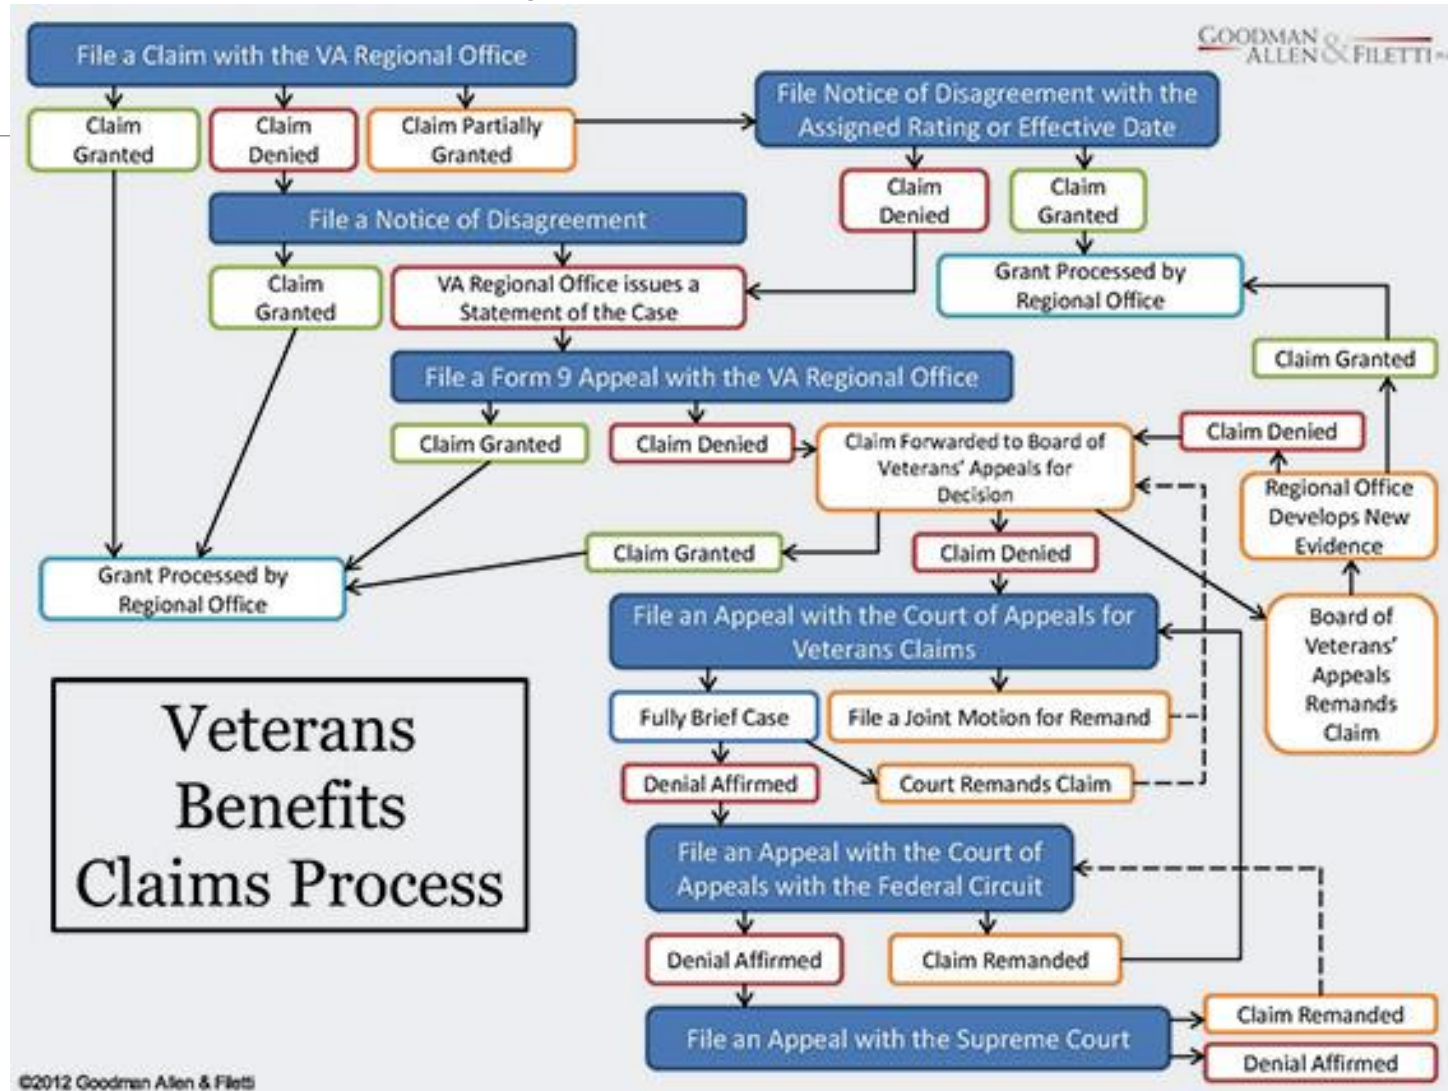 GOODMAN
ALLEN & FILETTI
File a Claim with the VA Regional Office
Claim
Granted
Claim
Denied
Claim Partially
Granted
File Notice of Disagreement with the
Assigned Rating or Effective Date
Claim
Denied
Claim
Granted
File a Notice of Disagreement
Claim
Granted
VA Regional Office issues a
Statement of the Case
Grant Processed by
Regional Office
Claim Granted
File a Form 9 Appeal with the VA Regional Office
Claim Granted
Claim Denied
Claim Forwarded to Board of
Veterans' Appeals for
Decision
Claim Denied
Regional Office
Develops New
Evidence
Claim Granted
Claim Denied
Grant Processed by
Regional Office
File an Appeal with the Court of Appeals for
Veterans Claims
Board of
Veterans'
Appeals
Remands
Claim
Fully Brief Case
File a Joint Motion for Remand
Denial Affirmed
Court Remands Claim
Veterans
Benefits
Claims Process
File an Appeal with the Court of
Appeals with the Federal Circuit
Denial Affirmed
Claim Remanded
File an Appeal with the Supreme Court
Claim Remanded
Denial Affirmed
©2012 Goodman Allen & Filetti